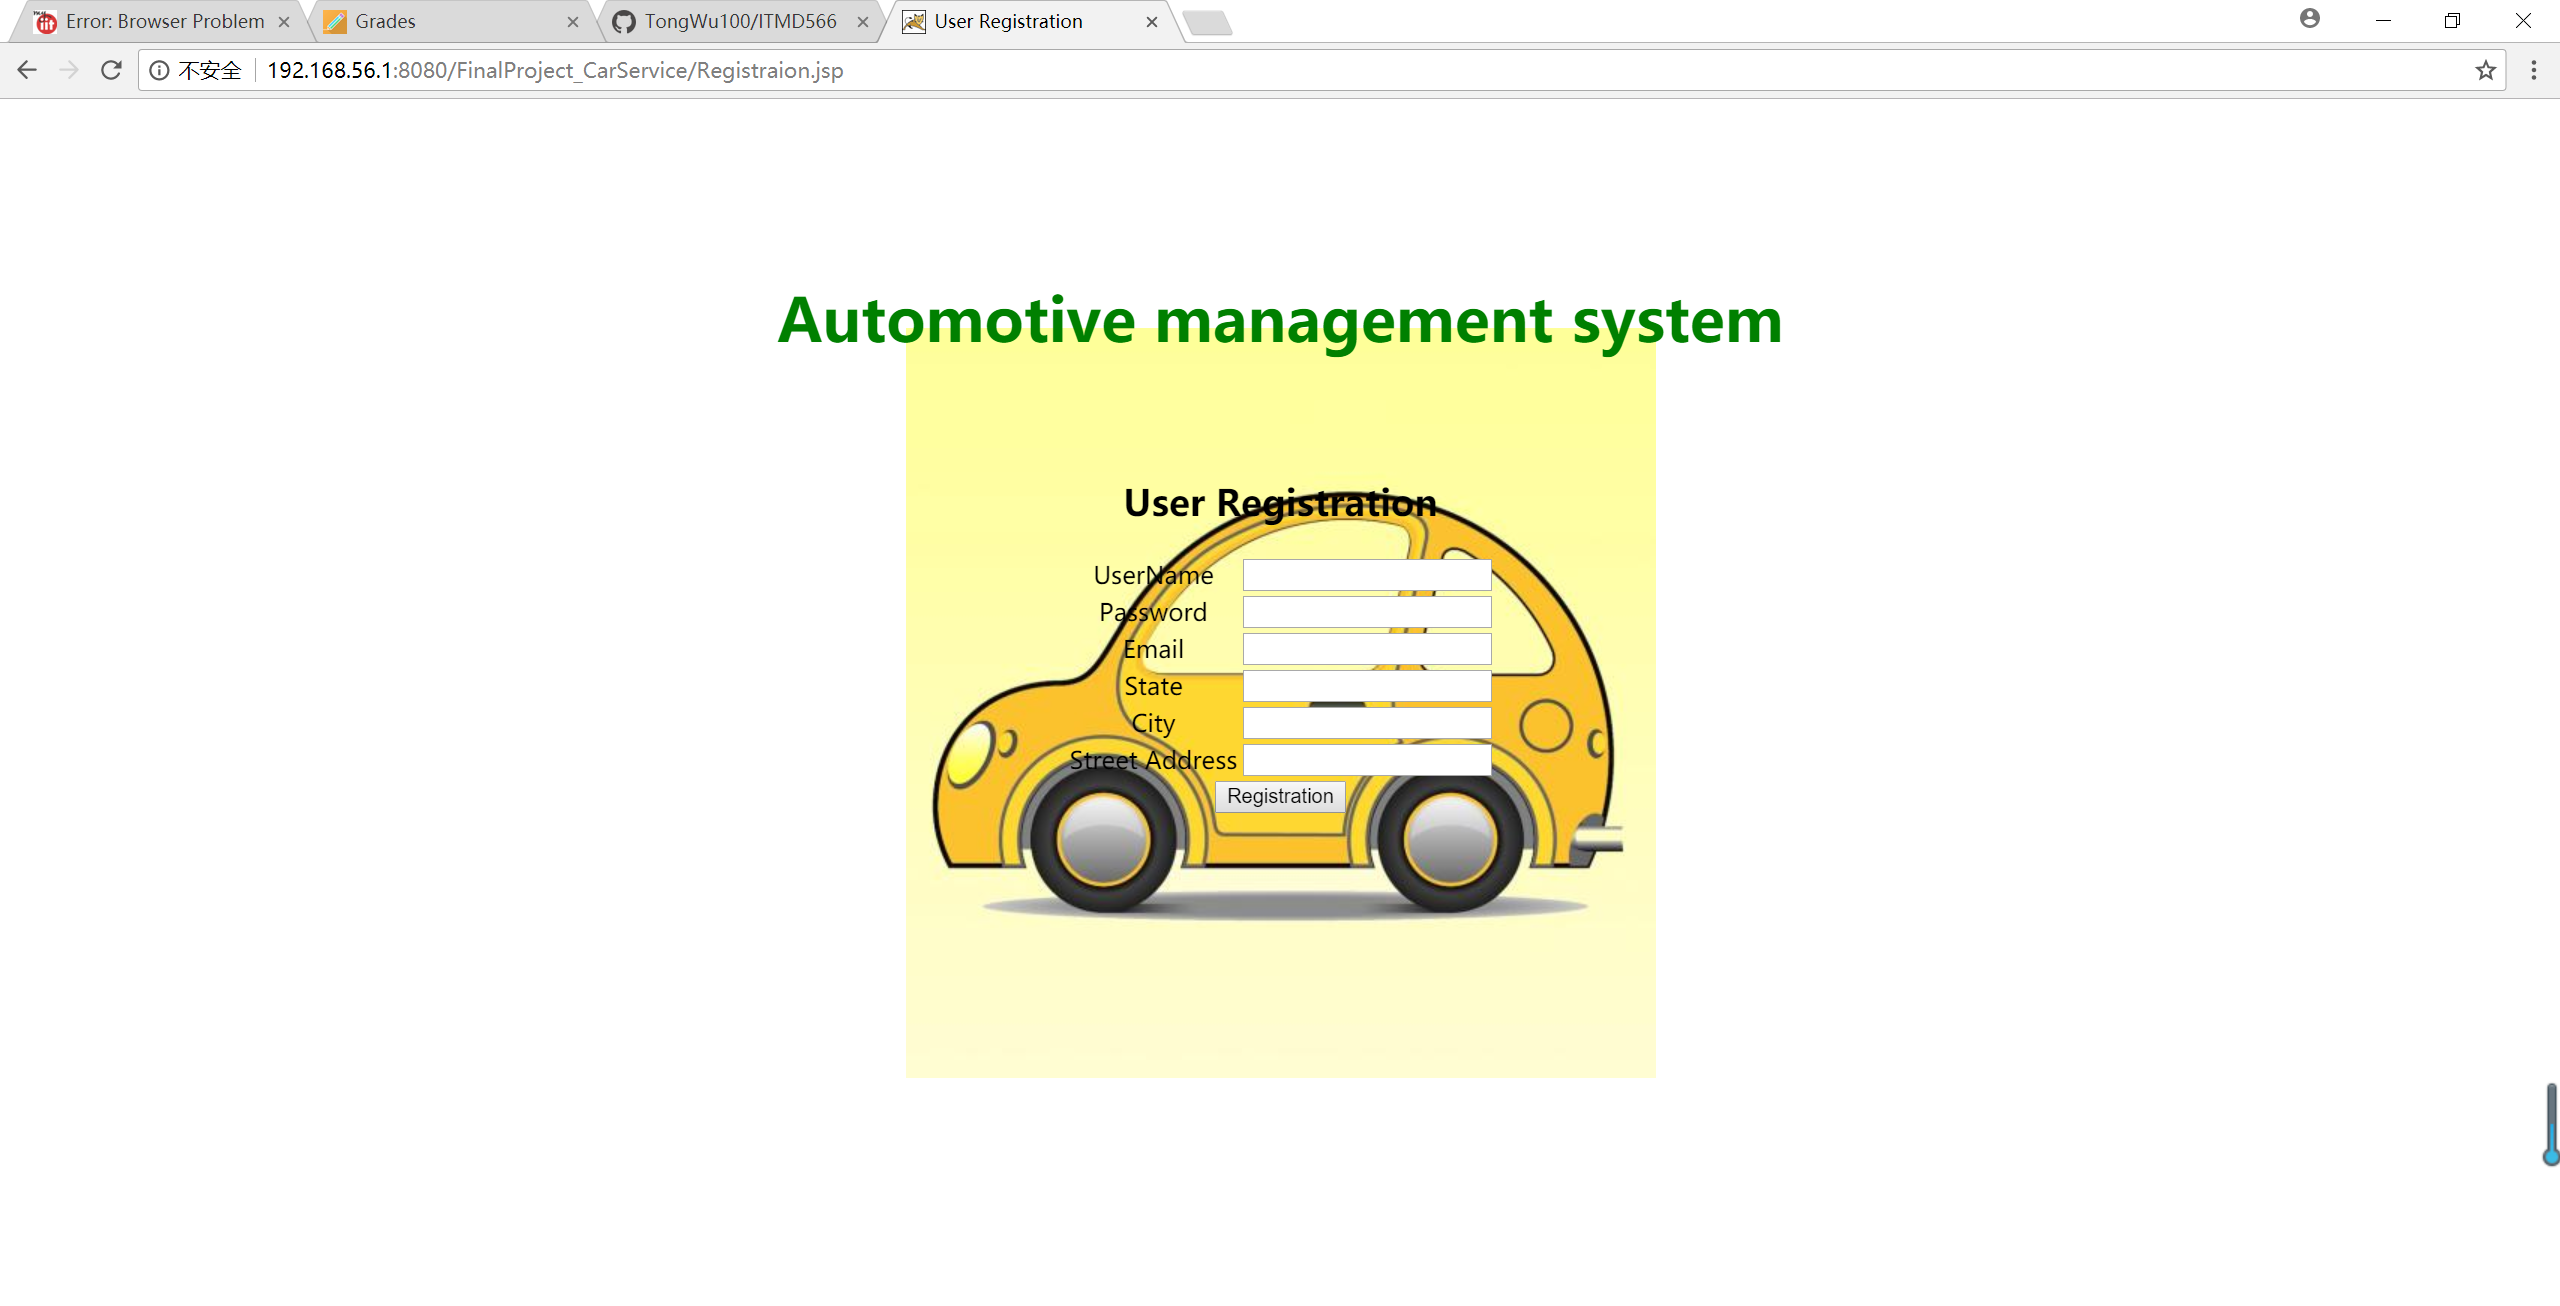 Error: Browser Problem
Grades
TongWu100/ITMD566
User Registration
不安全
192.168.56.1:8080/FinalProject_CarService/Registraion.jsp
Automotive management system
User Registration
UserName
Password
Email
State
City
Street Address
Registration